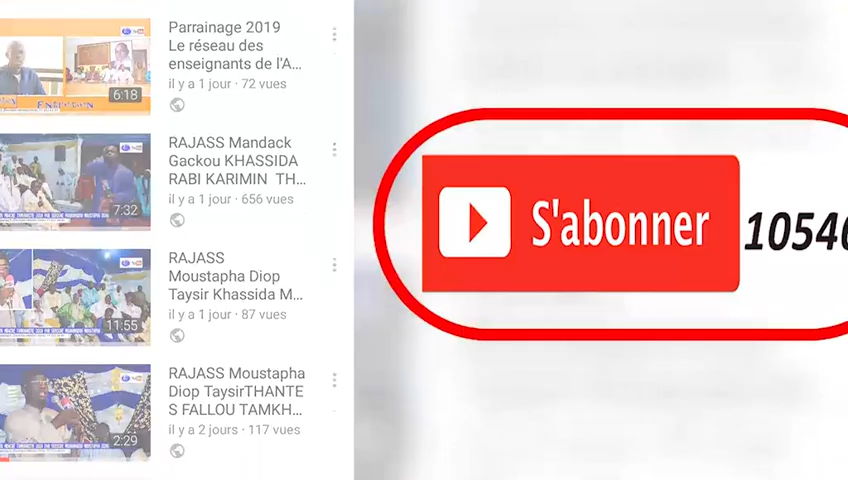 Parrainage 2019
Le réseau des
enseignants de l'A...
il y a 1 jour · 72 vues
6:18
RAJASS Mandack
Gackou KHASSIDA
RABI KARIMIN TH...
il y a 1 jour · 656 vues
7:32
RAJASS
Moustapha Diop
Taysir Khassida M...
il y a 1 jour · 87 vues
11:55
RAJASS Moustapha
Diop TaysirTHANTE
S FALLOU TAMKH...
il y a 2 jours · 117 vues
2:29
S'abonner
10540